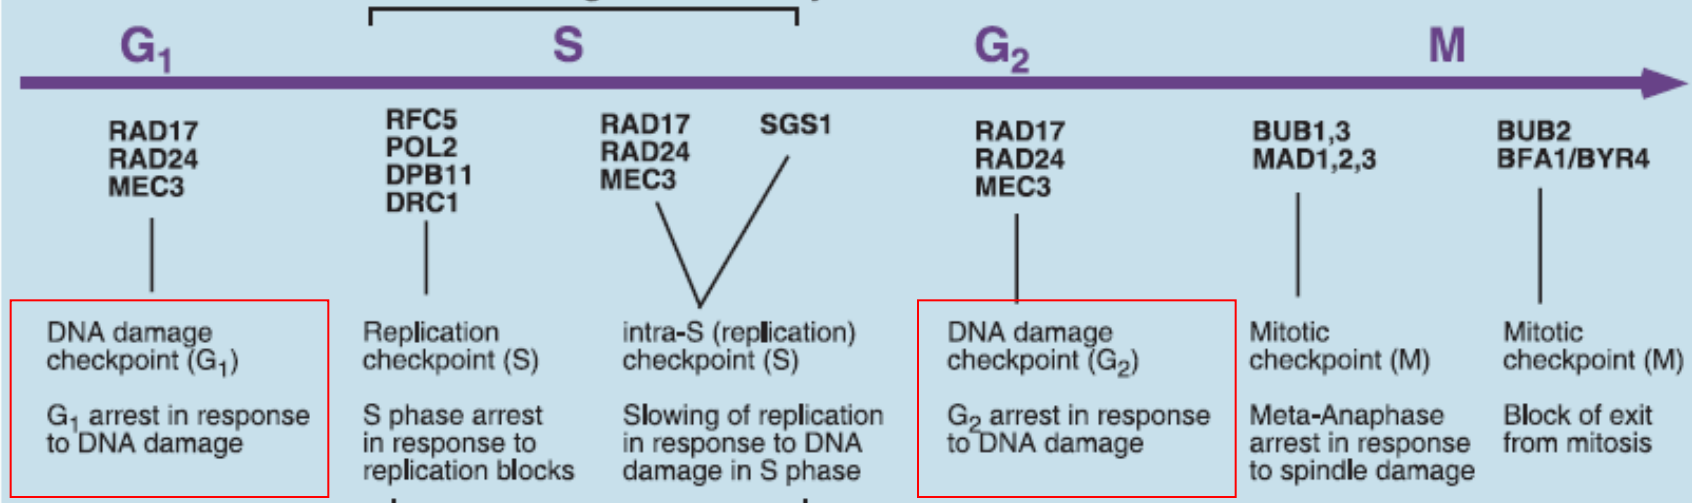 G1 S G2 M
RAD17
RAD24
MEC3
RFC5
POL2
DPB11
DRC1
RAD17
RAD24
MEC3
SGS1
RAD17
RAD24
MEC3
BUB1,3
MAD1,2,3
BUB2
BFA1/BYR4
DNA damage
checkpoint (G1)
G1 arrest in response
to DNA damage
Replication
checkpoint (S)
S phase arrest
in response to
replication blocks
intra-S (replication)
checkpoint (S)
Slowing of replication
in response to DNA
damage in S phase
DNA damage
checkpoint (G2)
G2 arrest in response
to DNA damage
Mitotic
checkpoint (M)
Meta-Anaphase
arrest in response
to spindle damage
Mitotic
checkpoint (M)
Block of exit
from mitosis